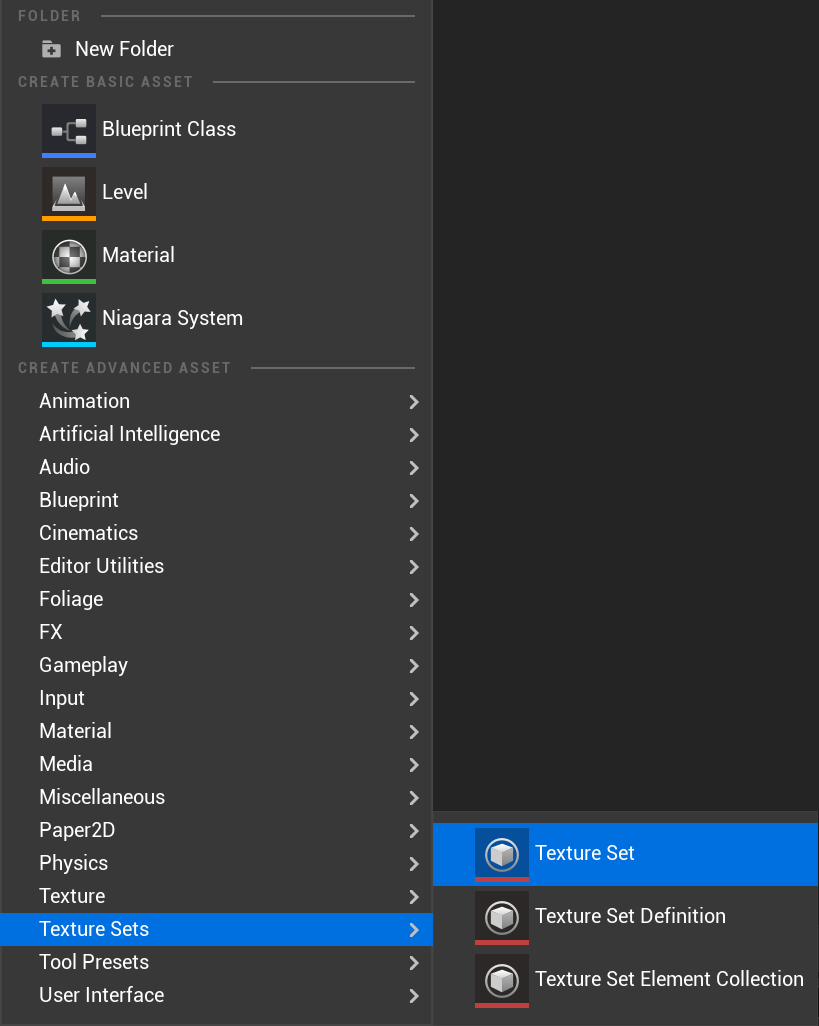 FOLDER
New Folder
CREATE BASIC ASSET
Blueprint Class
Level
Material
Niagara System
CREATE ADVANCED ASSET
Animation
Artificial Intelligence
Audio
Blueprint
Cinematics
Editor Utilities
Foliage
FX
Gameplay
Input
Material
Media
Miscellaneous
Paper2D
Physics
Texture
Texture Sets
Tool Presets
User Interface
Texture Set
Texture Set Definition
Texture Set Element Collection